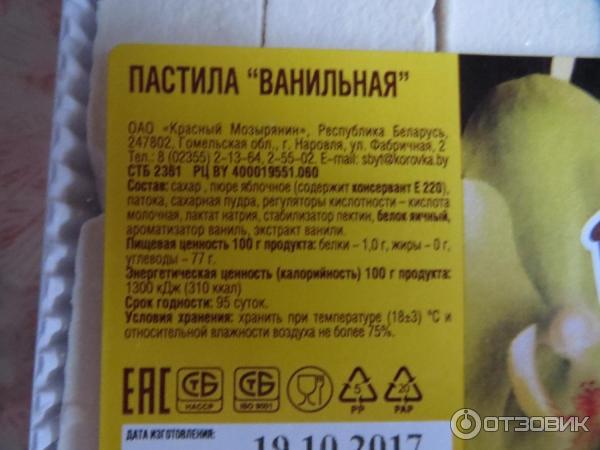 ПАСТИЛА "ВАНИЛЬНАЯ"
ОАО «Красный Мозырянин», Республика Беларусь,
247802, Гомельская обл., г. Наровля, ул. Фабричная, 2
Тел.: 8 (02355) 2-13-64, 2-55-02. E-mail: sbyt@korovka.by
СТБ 2381 РЦ BY 400019551.060
Состав: сахар , пюре яблочное (содержит консервант Е 220),
патока, сахарная пудра, регуляторы кислотности – кислота
молочная, лактат натрия, стабилизатор пектин, белок яичный,
ароматизатор ваниль, экстракт ванили.
Пищевая ценность 100 г продукта: белки – 1,0 г, жиры – 0 г,
углеводы – 77 г.
Энергетическая ценность (калорийность) 100 г продукта:
1300 кДж (310 ккал)
Срок годности: 95 суток.
Условия хранения: хранить при температуре (18±3) °С и
относительной влажности воздуха не более 75%.
ЕАС СТБ НАССР СТБ ISO 9001 5 PP 20 PAP
ДАТА ИЗГОТОВЛЕНИЯ:
19.10.2017
ОТЗОВИК